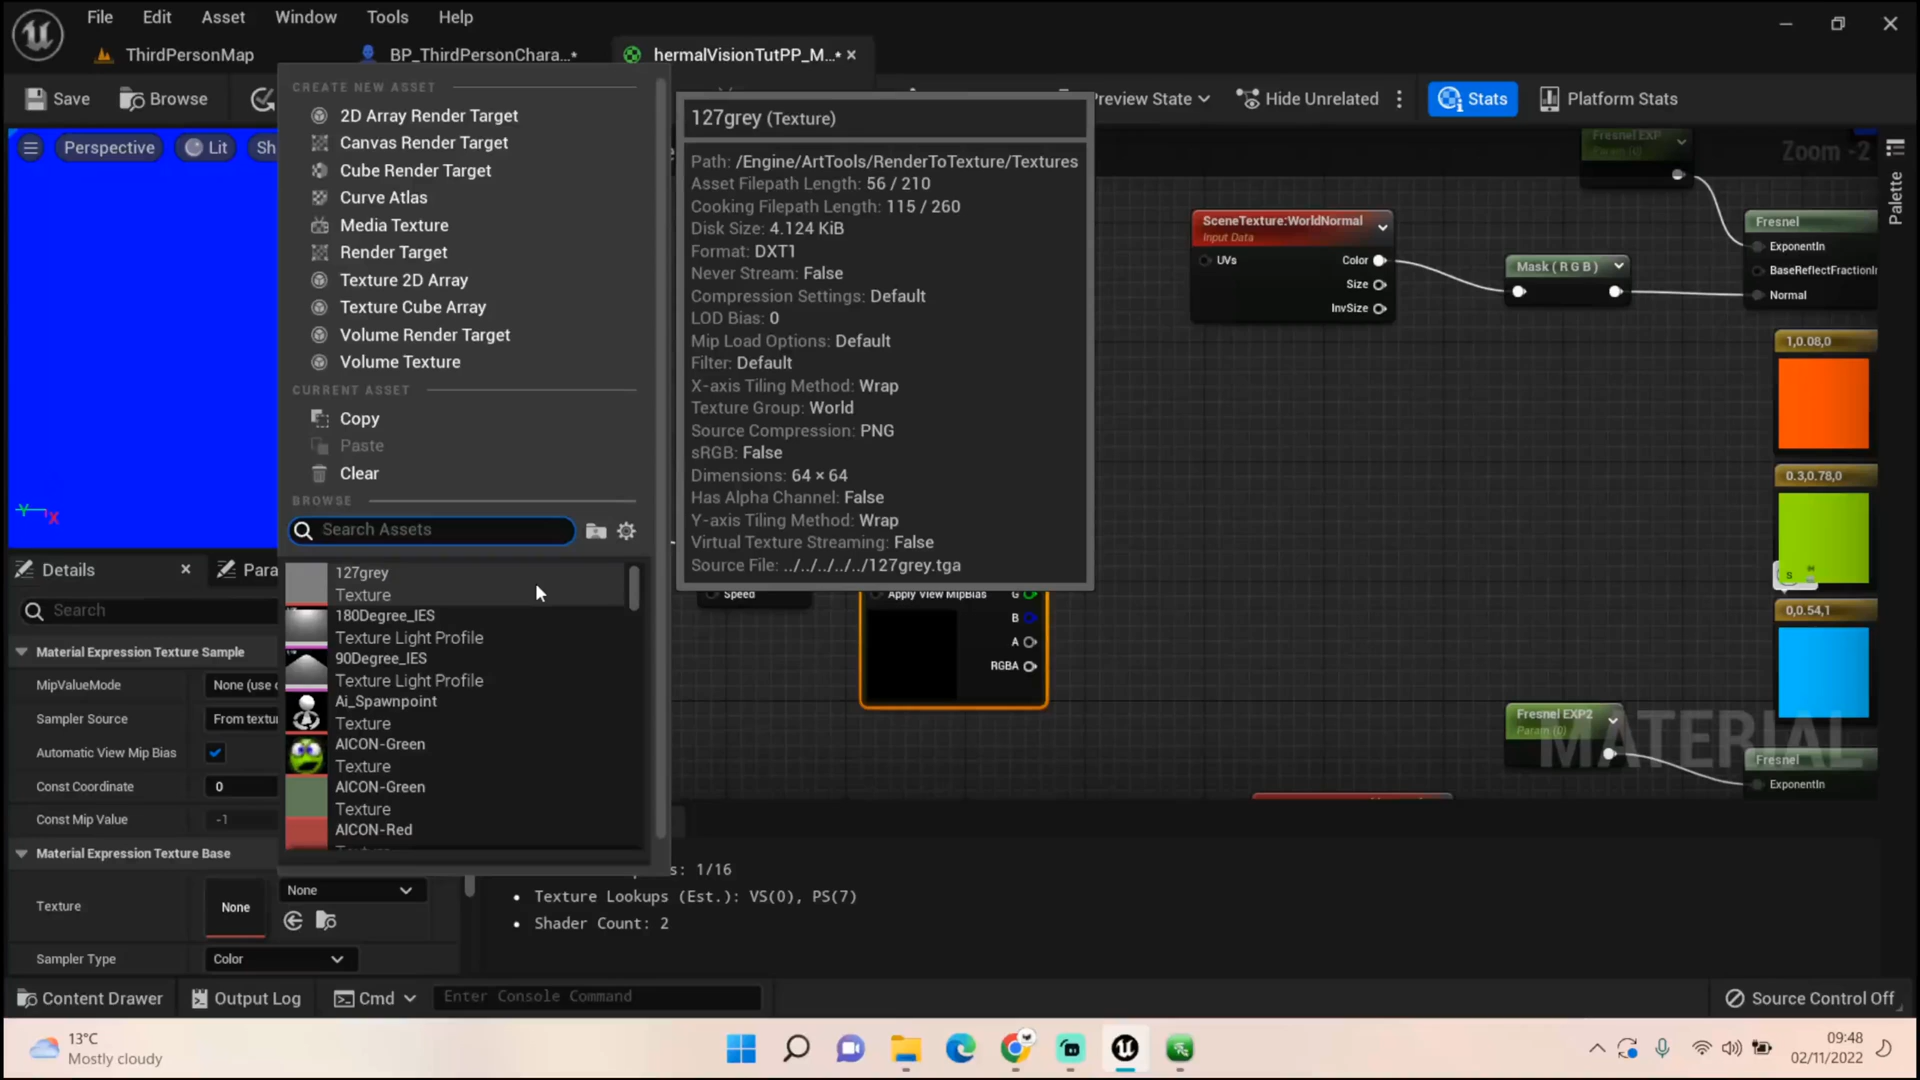 File Edit Asset Window Tools Help
ThirdPersonMap
BP_ThirdPersonChara...*
hermalVisionTutPP_M...*
Save
Browse
Preview State
Hide Unrelated
Stats
Platform Stats
CREATE NEW ASSET
2D Array Render Target
Canvas Render Target
Cube Render Target
Curve Atlas
Media Texture
Render Target
Texture 2D Array
Texture Cube Array
Volume Render Target
Volume Texture
CURRENT ASSET
Copy
Paste
Clear
BROWSE
Search Assets
127grey
Texture
180Degree_IES
Texture Light Profile
90Degree_IES
Texture Light Profile
Ai_Spawnpoint
Texture
AICON-Green
Texture
AICON-Green
Texture
AICON-Red
127grey (Texture)
Path: /Engine/ArtTools/RenderToTexture/Textures
Asset Filepath Length: 56 / 210
Cooking Filepath Length: 115 / 260
Disk Size: 4.124 KiB
Format: DXT1
Never Stream: False
Compression Settings: Default
LOD Bias: 0
Mip Load Options: Default
Filter: Default
X-axis Tiling Method: Wrap
Texture Group: World
Source Compression: PNG
sRGB: False
Dimensions: 64 × 64
Has Alpha Channel: False
Y-axis Tiling Method: Wrap
Virtual Texture Streaming: False
Source File: ../../../../../127grey.tga
Perspective
Lit
Sh
Y X
Details
Para
Search
Material Expression Texture Sample
MipValueMode
None (use c
Sampler Source
From textur
Automatic View Mip Bias
Const Coordinate
0
Const Mip Value
-1
Material Expression Texture Base
Texture
None
None
Sampler Type
Color
Speed
Apply View MipBias
G
B
A
RGBA
Fresnel EXP
Param (0)
Zoom -2
Palette
SceneTexture:WorldNormal
Input Data
UVs
Color
Size
InvSize
Mask ( R G B )
Fresnel
ExponentIn
BaseReflectFractionIn
Normal
1,0.08,0
0.3,0.78,0
S
0,0.54,1
Fresnel EXP2
Param (0)
MATERIAL
Fresnel
ExponentIn
s: 1/16
Texture Lookups (Est.): VS(0), PS(7)
Shader Count: 2
Content Drawer
Output Log
Cmd
Enter Console Command
Source Control Off
13°C
Mostly cloudy
09:48
02/11/2022